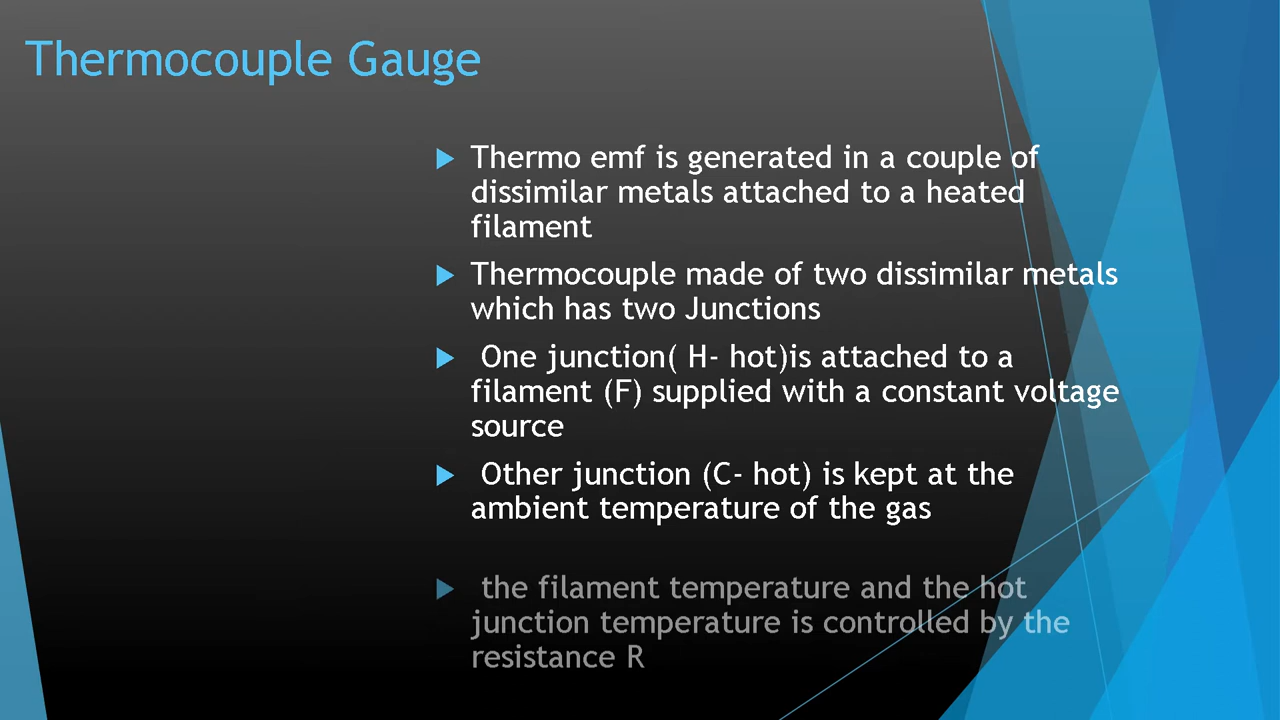 Thermocouple Gauge
Thermo emf is generated in a couple of
dissimilar metals attached to a heated
filament
Thermocouple made of two dissimilar metals
which has two Junctions
One junction( H- hot)is attached to a
filament (F) supplied with a constant voltage
source
Other junction (C- hot) is kept at the
ambient temperature of the gas
the filament temperature and the hot
junction temperature is controlled by the
resistance R